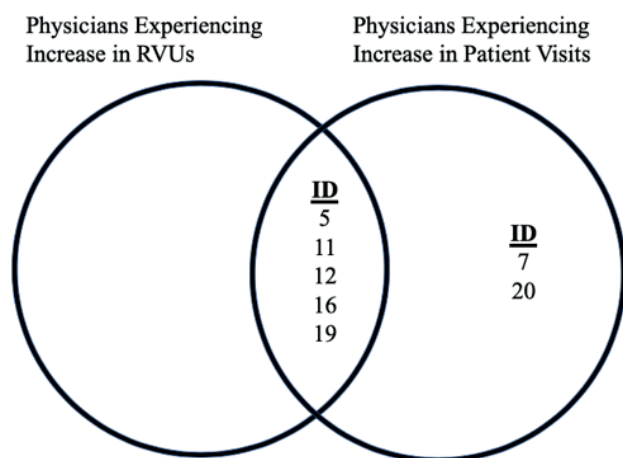 Physicians Experiencing
Increase in RVUs
Physicians Experiencing
Increase in Patient Visits
ID
5
11
12
16
19
ID
7
20